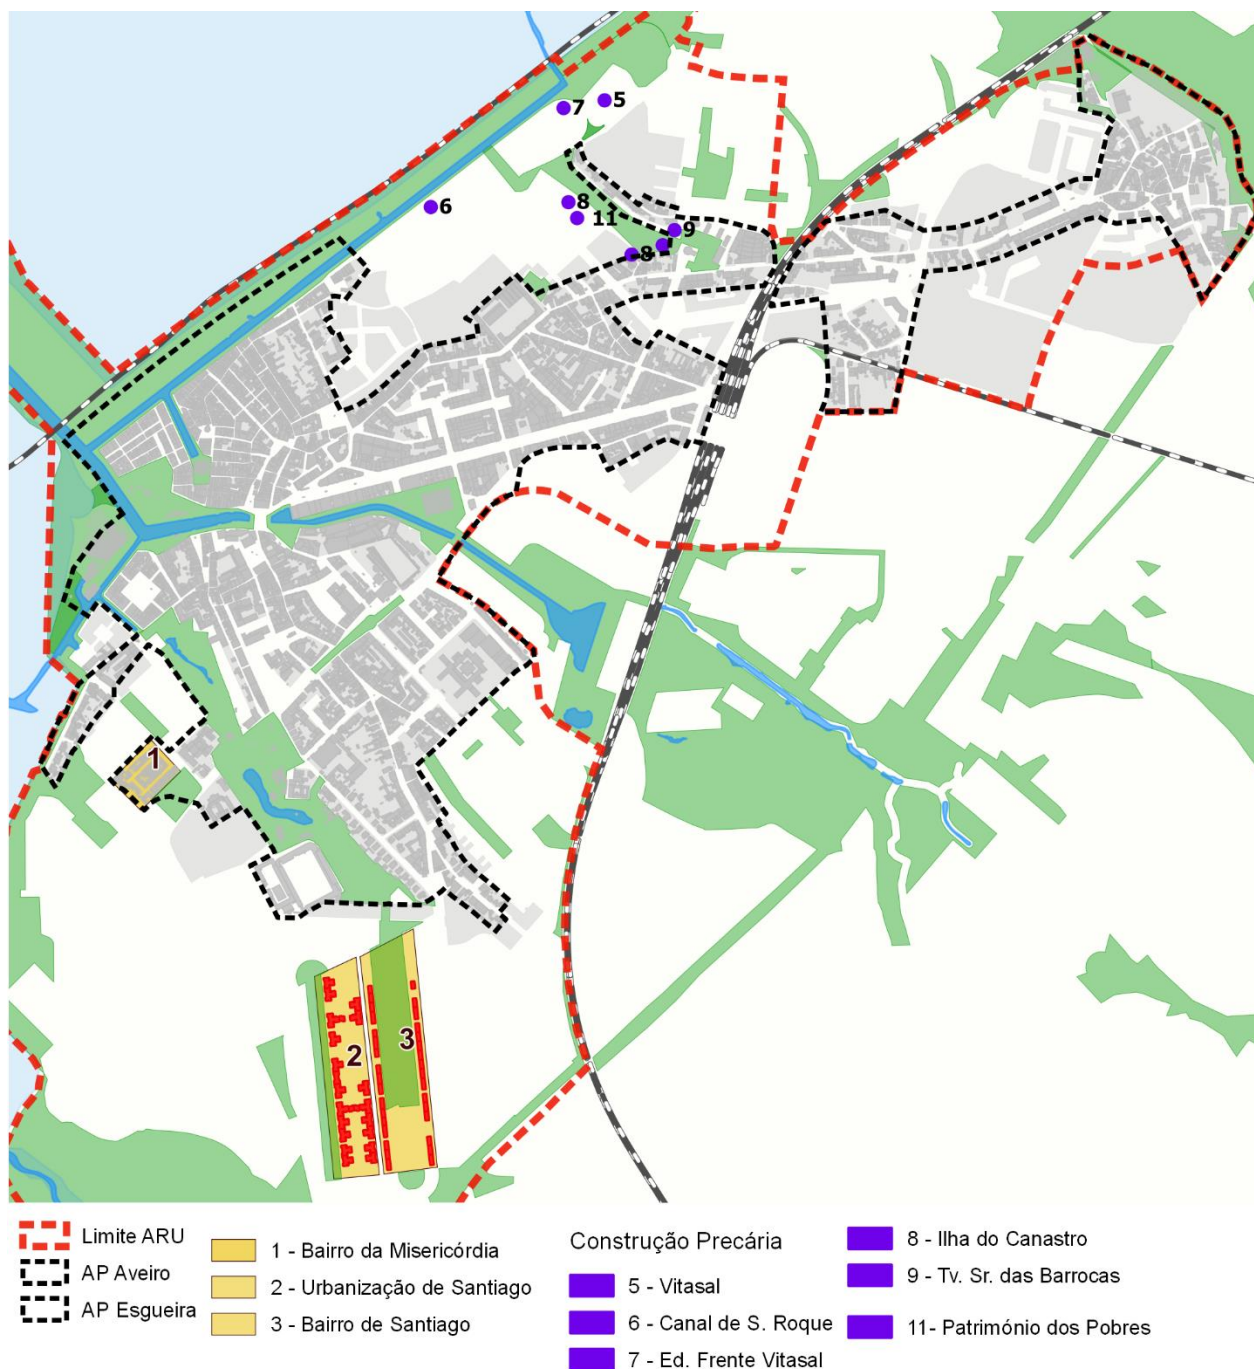 5
7
8
6
11
9
8
1
3
2
Limite ARU
AP Aveiro
AP Esgueira
1 - Bairro da Misericórdia
2 - Urbanização de Santiago
3 - Bairro de Santiago
Construção Precária
5 - Vitasal
6 - Canal de S. Roque
7 - Ed. Frente Vitasal
8 - Ilha do Canastro
9 - Tv. Sr. das Barrocas
11- Património dos Pobres